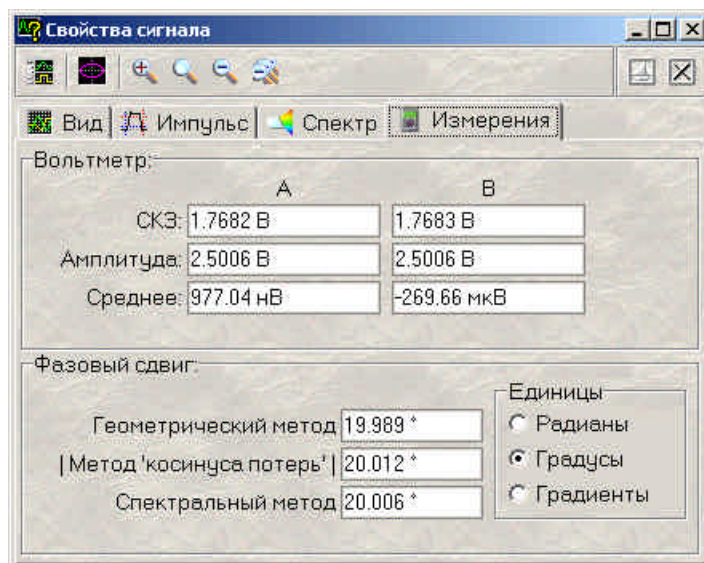 Свойства сигнала
Вид Импульс Спектр Измерения
Вольтметр:
A B
СКЗ: 1.7682 В 1.7683 В
Амплитуда: 2.5006 В 2.5006 В
Среднее: 977.04 нВ -269.66 мкВ
Фазовый сдвиг:
Единицы
Геометрический метод 19.989 ° Радианы
|Метод 'косинуса потерь'| 20.012 ° Градусы
Спектральный метод 20.006 ° Градиенты